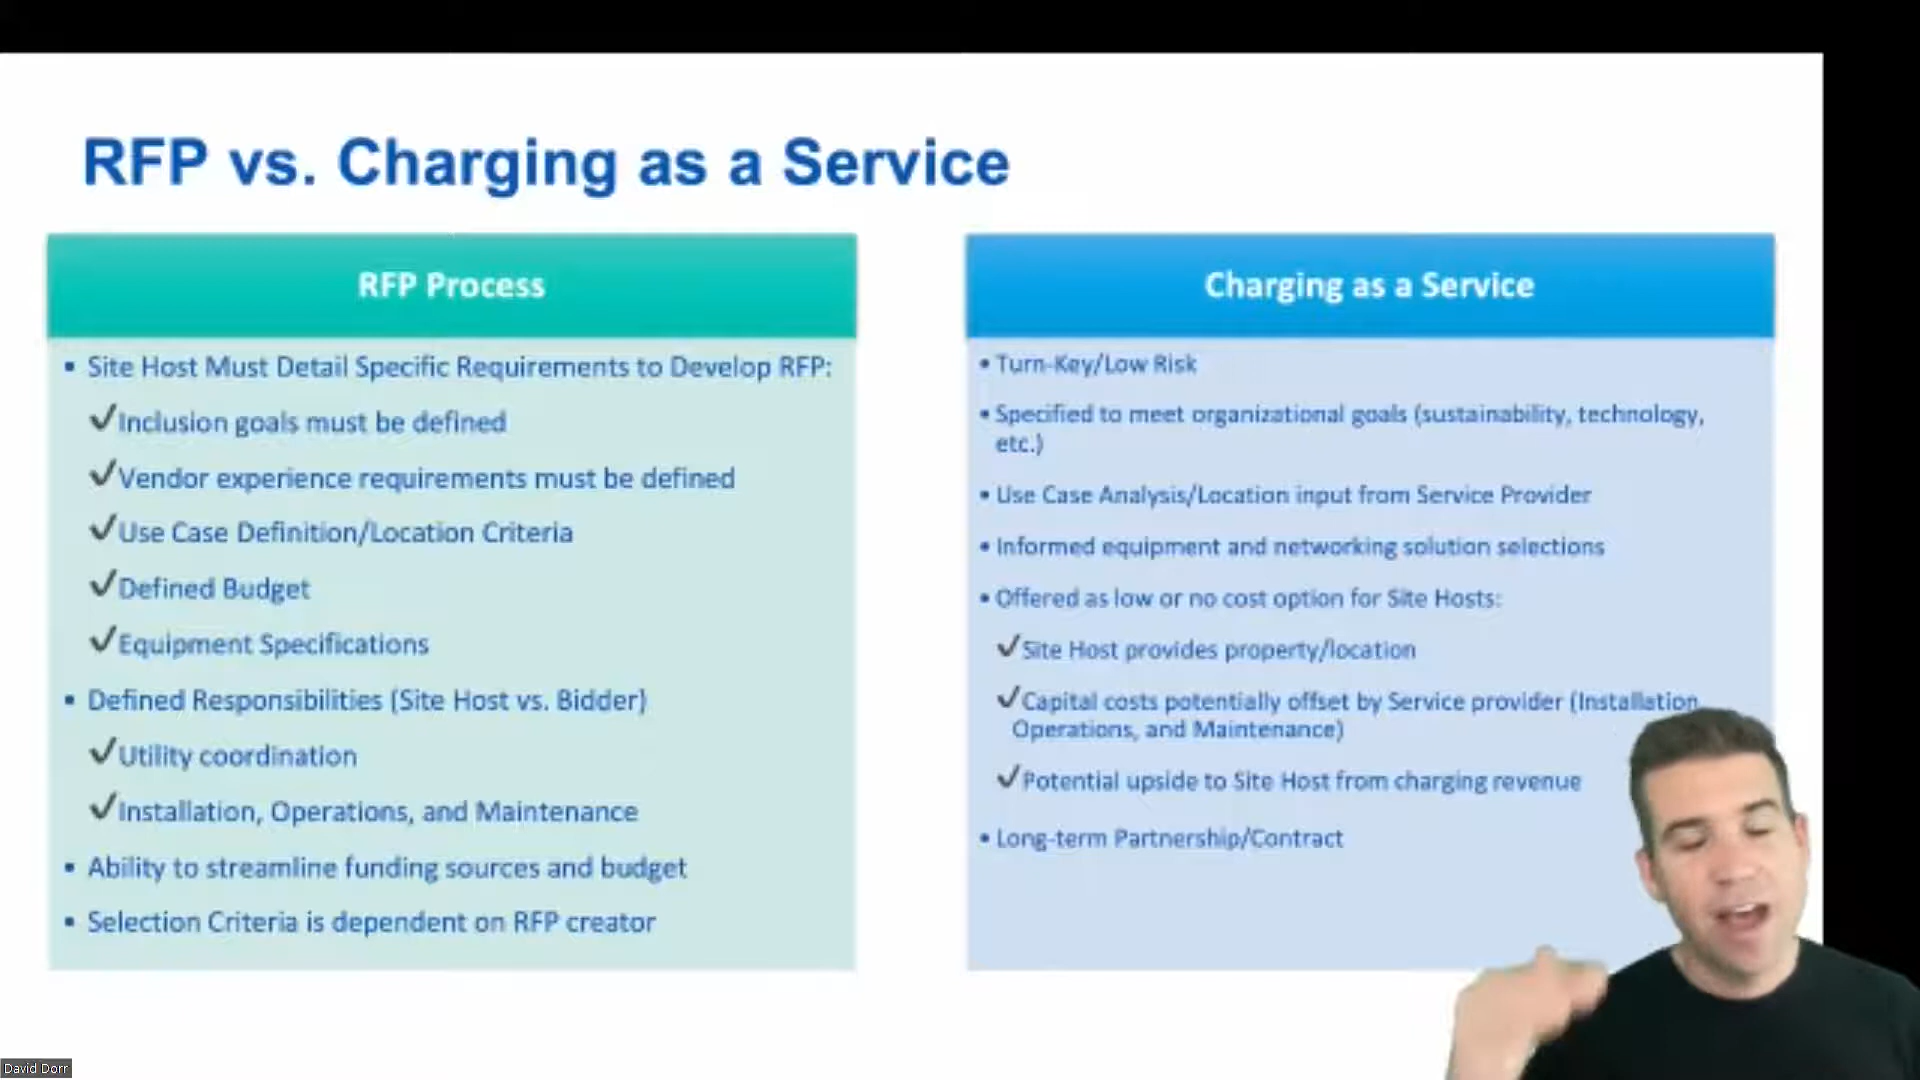 RFP vs. Charging as a Service
RFP Process
▪ Site Host Must Detail Specific Requirements to Develop RFP:
✓Inclusion goals must be defined
✓Vendor experience requirements must be defined
✓Use Case Definition/Location Criteria
✓Defined Budget
✓Equipment Specifications
▪ Defined Responsibilities (Site Host vs. Bidder)
✓Utility coordination
✓Installation, Operations, and Maintenance
▪ Ability to streamline funding sources and budget
▪ Selection Criteria is dependent on RFP creator
Charging as a Service
• Turn-Key/Low Risk
• Specified to meet organizational goals (sustainability, technology,
etc.)
• Use Case Analysis/Location input from Service Provider
• Informed equipment and networking solution selections
• Offered as low or no cost option for Site Hosts:
✓Site Host provides property/location
✓Capital costs potentially offset by Service provider (Installation
Operations, and Maintenance)
✓Potential upside to Site Host from charging revenue
• Long-term Partnership/Contract
David Dorr